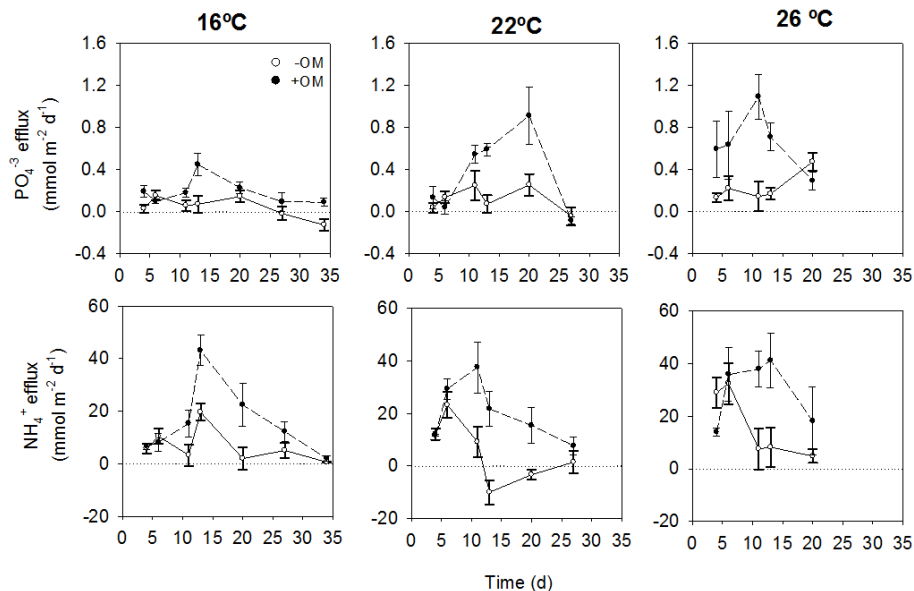 16ºC 22ºC 26 ºC
1.6 1.6 1.6
-OM
+OM
1.2 1.2 1.2
0.8 0.8 0.8
0.4 0.4 0.4
0.0 0.0 0.0
-0.4 -0.4 -0.4
PO₄⁻³ efflux
(mmol m⁻² d⁻¹)
0 5 10 15 20 25 30 35 0 5 10 15 20 25 30 35 0 5 10 15 20 25 30 35
60 60 60
40 40 40
20 20 20
0 0 0
-20 -20 -20
NH₄⁺ efflux
(mmol m⁻² d⁻¹)
0 5 10 15 20 25 30 35 0 5 10 15 20 25 30 35 0 5 10 15 20 25 30 35
Time (d)